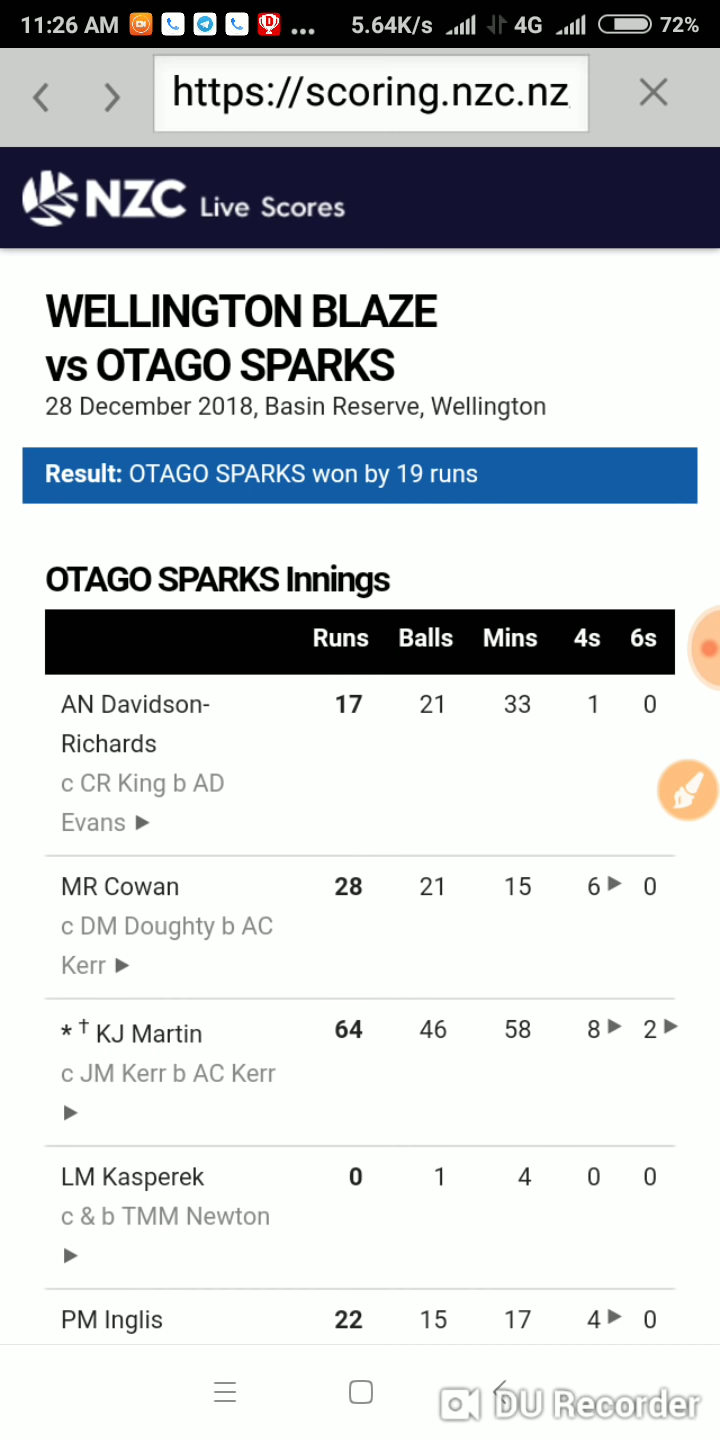 11:26 AM ... 5.64K/s 4G 72%
https://scoring.nzc.nz
NZC Live Scores
WELLINGTON BLAZE
vs OTAGO SPARKS
28 December 2018, Basin Reserve, Wellington
Result: OTAGO SPARKS won by 19 runs
OTAGO SPARKS Innings
Runs Balls Mins 4s 6s
AN Davidson- 17 21 33 1 0
Richards
c CR King b AD
Evans ▶
MR Cowan 28 21 15 6 ▶ 0
c DM Doughty b AC
Kerr ▶
* † KJ Martin 64 46 58 8 ▶ 2 ▶
c JM Kerr b AC Kerr
▶
LM Kasperek 0 1 4 0 0
c & b TMM Newton
▶
PM Inglis 22 15 17 4 ▶ 0
DU Recorder